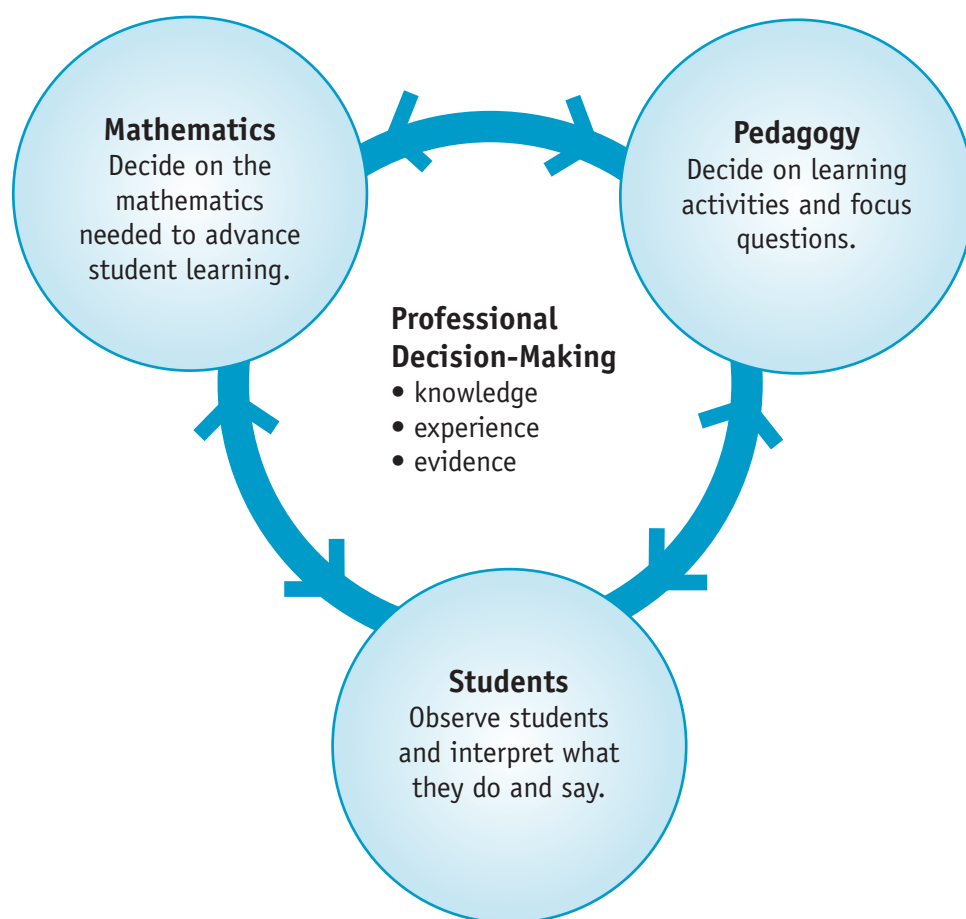 Mathematics
Decide on the
mathematics
needed to advance
student learning.
Pedagogy
Decide on learning
activities and focus
questions.
Professional
Decision-Making
• knowledge
• experience
• evidence
Students
Observe students
and interpret what
they do and say.